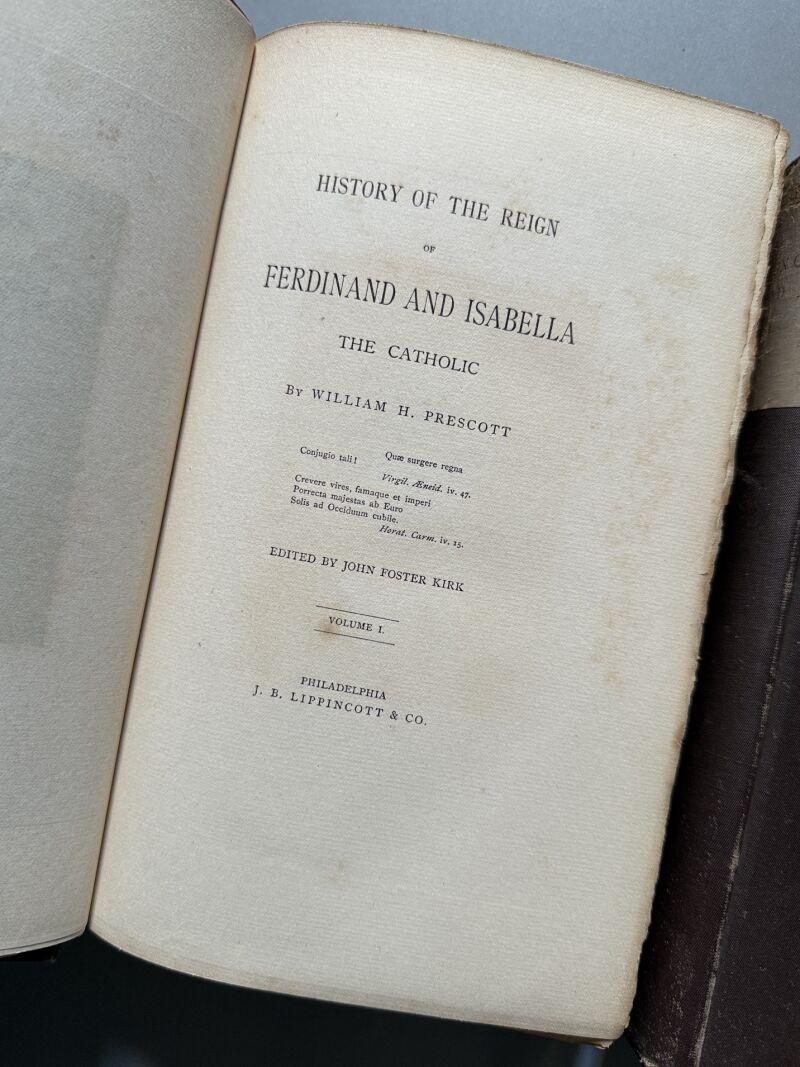 HISTORY OF THE REIGN
OF
FERDINAND AND ISABELLA
THE CATHOLIC
By WILLIAM H. PRESCOTT
Quæ surgere regna
Conjugio tali!
Virgil. Æneid. iv. 47.
Crevere vires, famaque et imperi
Porrecta majestas ab Euro
Solis ad Occiduum cubile.
Horat. Carm. iv. 15.
EDITED BY JOHN FOSTER KIRK
VOLUME I.
PHILADELPHIA
J. B. LIPPINCOTT & CO.